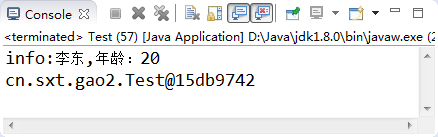 Console
<terminated> Test (57) [Java Application] D:\Java\jdk1.8.0\bin\javaw.exe (2
info:李东,年龄：20
cn.sxt.gao2.Test@15db9742